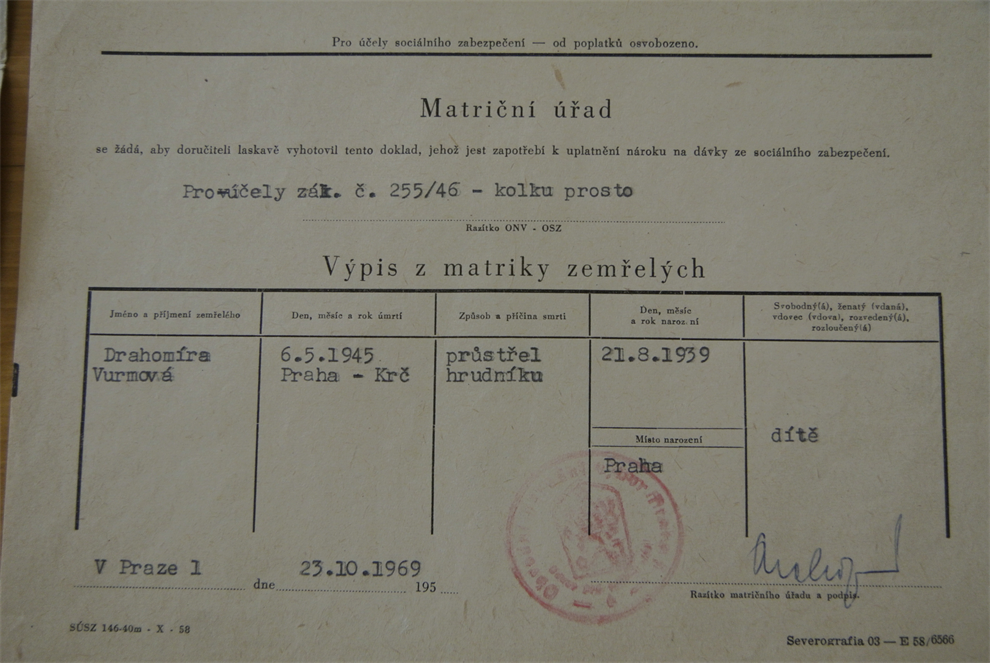 Pro účely sociálního zabezpečení — od poplatků osvobozeno.
Matriční úřad
se žádá, aby doručiteli laskavě vyhotovil tento doklad, jehož jest zapotřebí k uplatnění nároku na dávky ze sociálního zabezpečení.
Pro účely zák. č. 255/46 - kolku prosto
Razítko ONV - OSZ
Výpis z matriky zemřelých
Jméno a příjmení zemřelého
Den, měsíc a rok úmrtí
Způsob a příčina smrti
Den, měsíc
a rok naroz ní
Svobodný(á), ženatý (vdaná),
vdovec (vdova), rozvedený(á),
rozloučený(á)
Drahomíra
Vurmová
6.5.1945
Praha - Krč
průstřel
hrudníku
21.8.1939
Místo narození
Praha
dítě
V Praze 1
dne
23.10.1969
195
Razítko matričního úřadu a podpis.
SÚSZ 146-40m - X - 58
Severografia 03 — E 58/6566